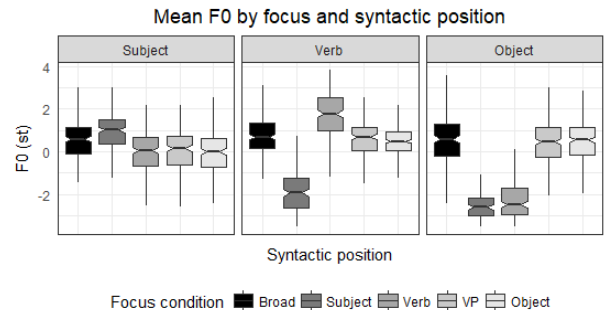 Mean F0 by focus and syntactic position
Subject Verb Object
4
2
0
-2
F0 (st)
Syntactic position
Focus condition Broad Subject Verb VP Object